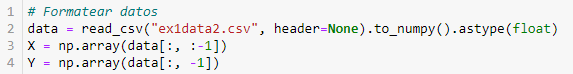 1 # Formatear datos
2 data = read_csv("ex1data2.csv", header=None).to_numpy().astype(float)
3 X = np.array(data[:, :-1])
4 Y = np.array(data[:, -1])